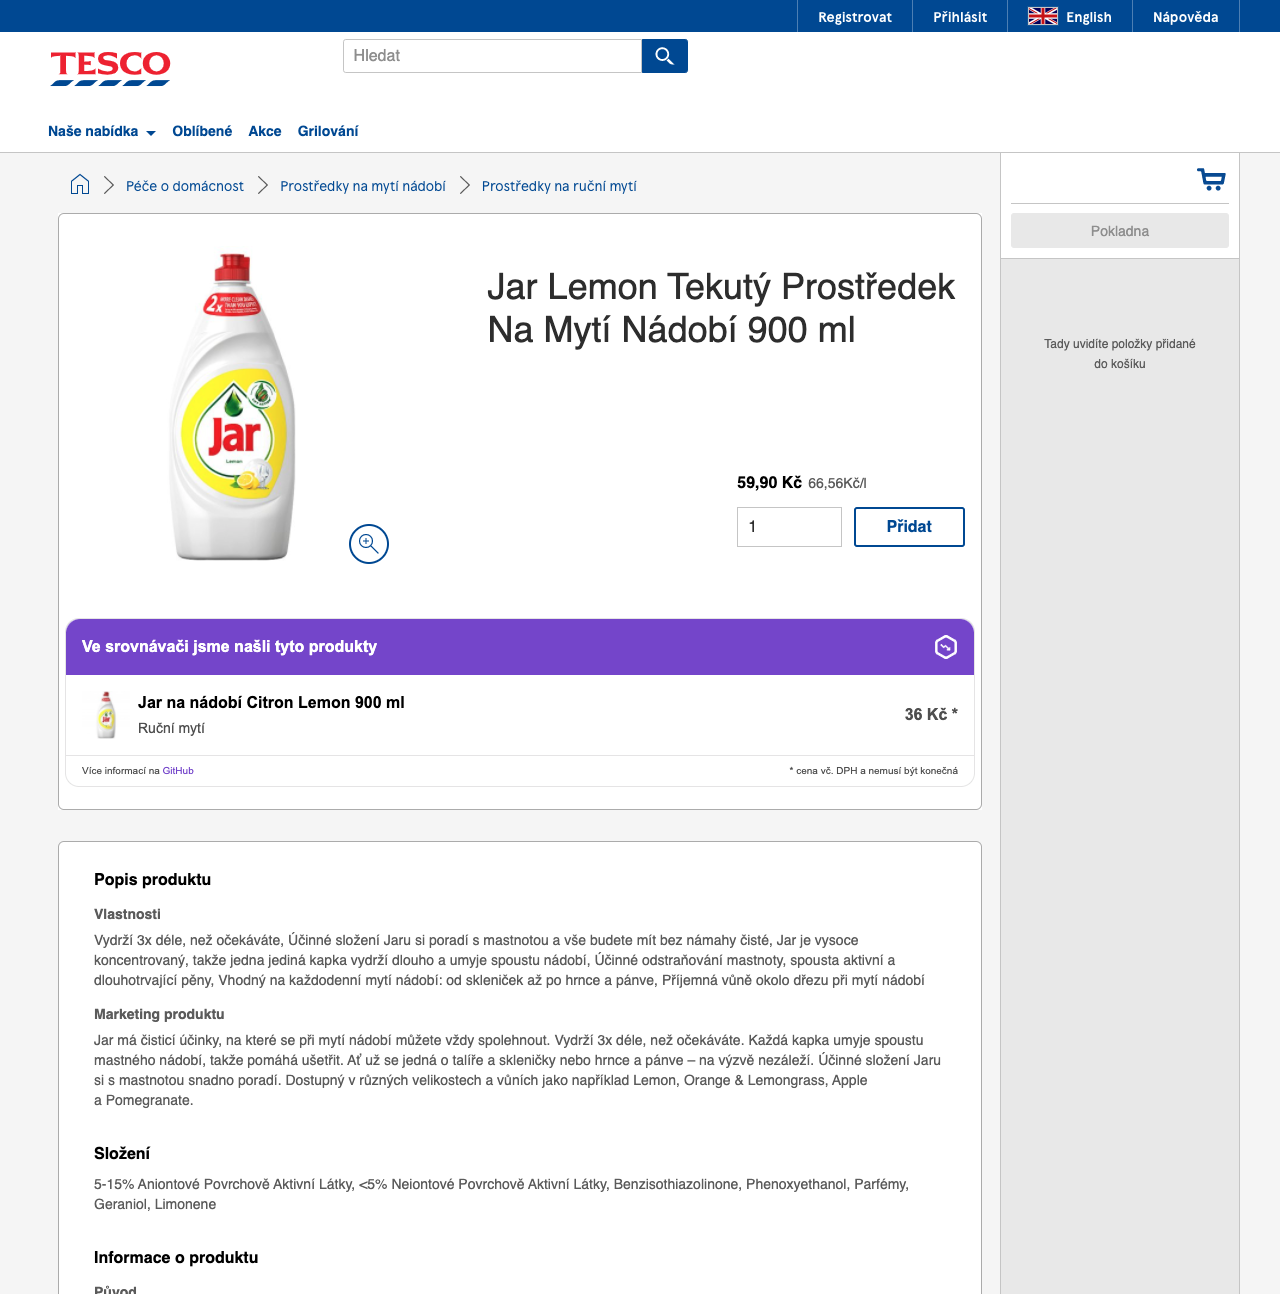 Registrovat
Přihlásit
English
Nápověda
TESCO
Hledat
Naše nabídka
Oblíbené
Akce
Grilování
Péče o domácnost
Prostředky na mytí nádobí
Prostředky na ruční mytí
Pokladna
Tady uvidíte položky přidané
do košíku
2x
Jar
Lemon
Jar Lemon Tekutý Prostředek
Na Mytí Nádobí 900 ml
59,90 Kč 66,56Kč/l
1
Přidat
Ve srovnávači jsme našli tyto produkty
Jar
Jar na nádobí Citron Lemon 900 ml
Ruční mytí
36 Kč *
Více informací na GitHub
* cena vč. DPH a nemusí být konečná
Popis produktu
Vlastnosti
Vydrží 3x déle, než očekáváte, Účinné složení Jaru si poradí s mastnotou a vše budete mít bez námahy čisté, Jar je vysoce
koncentrovaný, takže jedna jediná kapka vydrží dlouho a umyje spoustu nádobí, Účinné odstraňování mastnoty, spousta aktivní a
dlouhotrvající pěny, Vhodný na každodenní mytí nádobí: od skleniček až po hrnce a pánve, Příjemná vůně okolo dřezu při mytí nádobí
Marketing produktu
Jar má čisticí účinky, na které se při mytí nádobí můžete vždy spolehnout. Vydrží 3x déle, než očekáváte. Každá kapka umyje spoustu
mastného nádobí, takže pomáhá ušetřit. Ať už se jedná o talíře a skleničky nebo hrnce a pánve – na výzvě nezáleží. Účinné složení Jaru
si s mastnotou snadno poradí. Dostupný v různých velikostech a vůních jako například Lemon, Orange & Lemongrass, Apple
a Pomegranate.
Složení
5-15% Aniontové Povrchově Aktivní Látky, <5% Neiontové Povrchově Aktivní Látky, Benzisothiazolinone, Phenoxyethanol, Parfémy,
Geraniol, Limonene
Informace o produktu
Původ